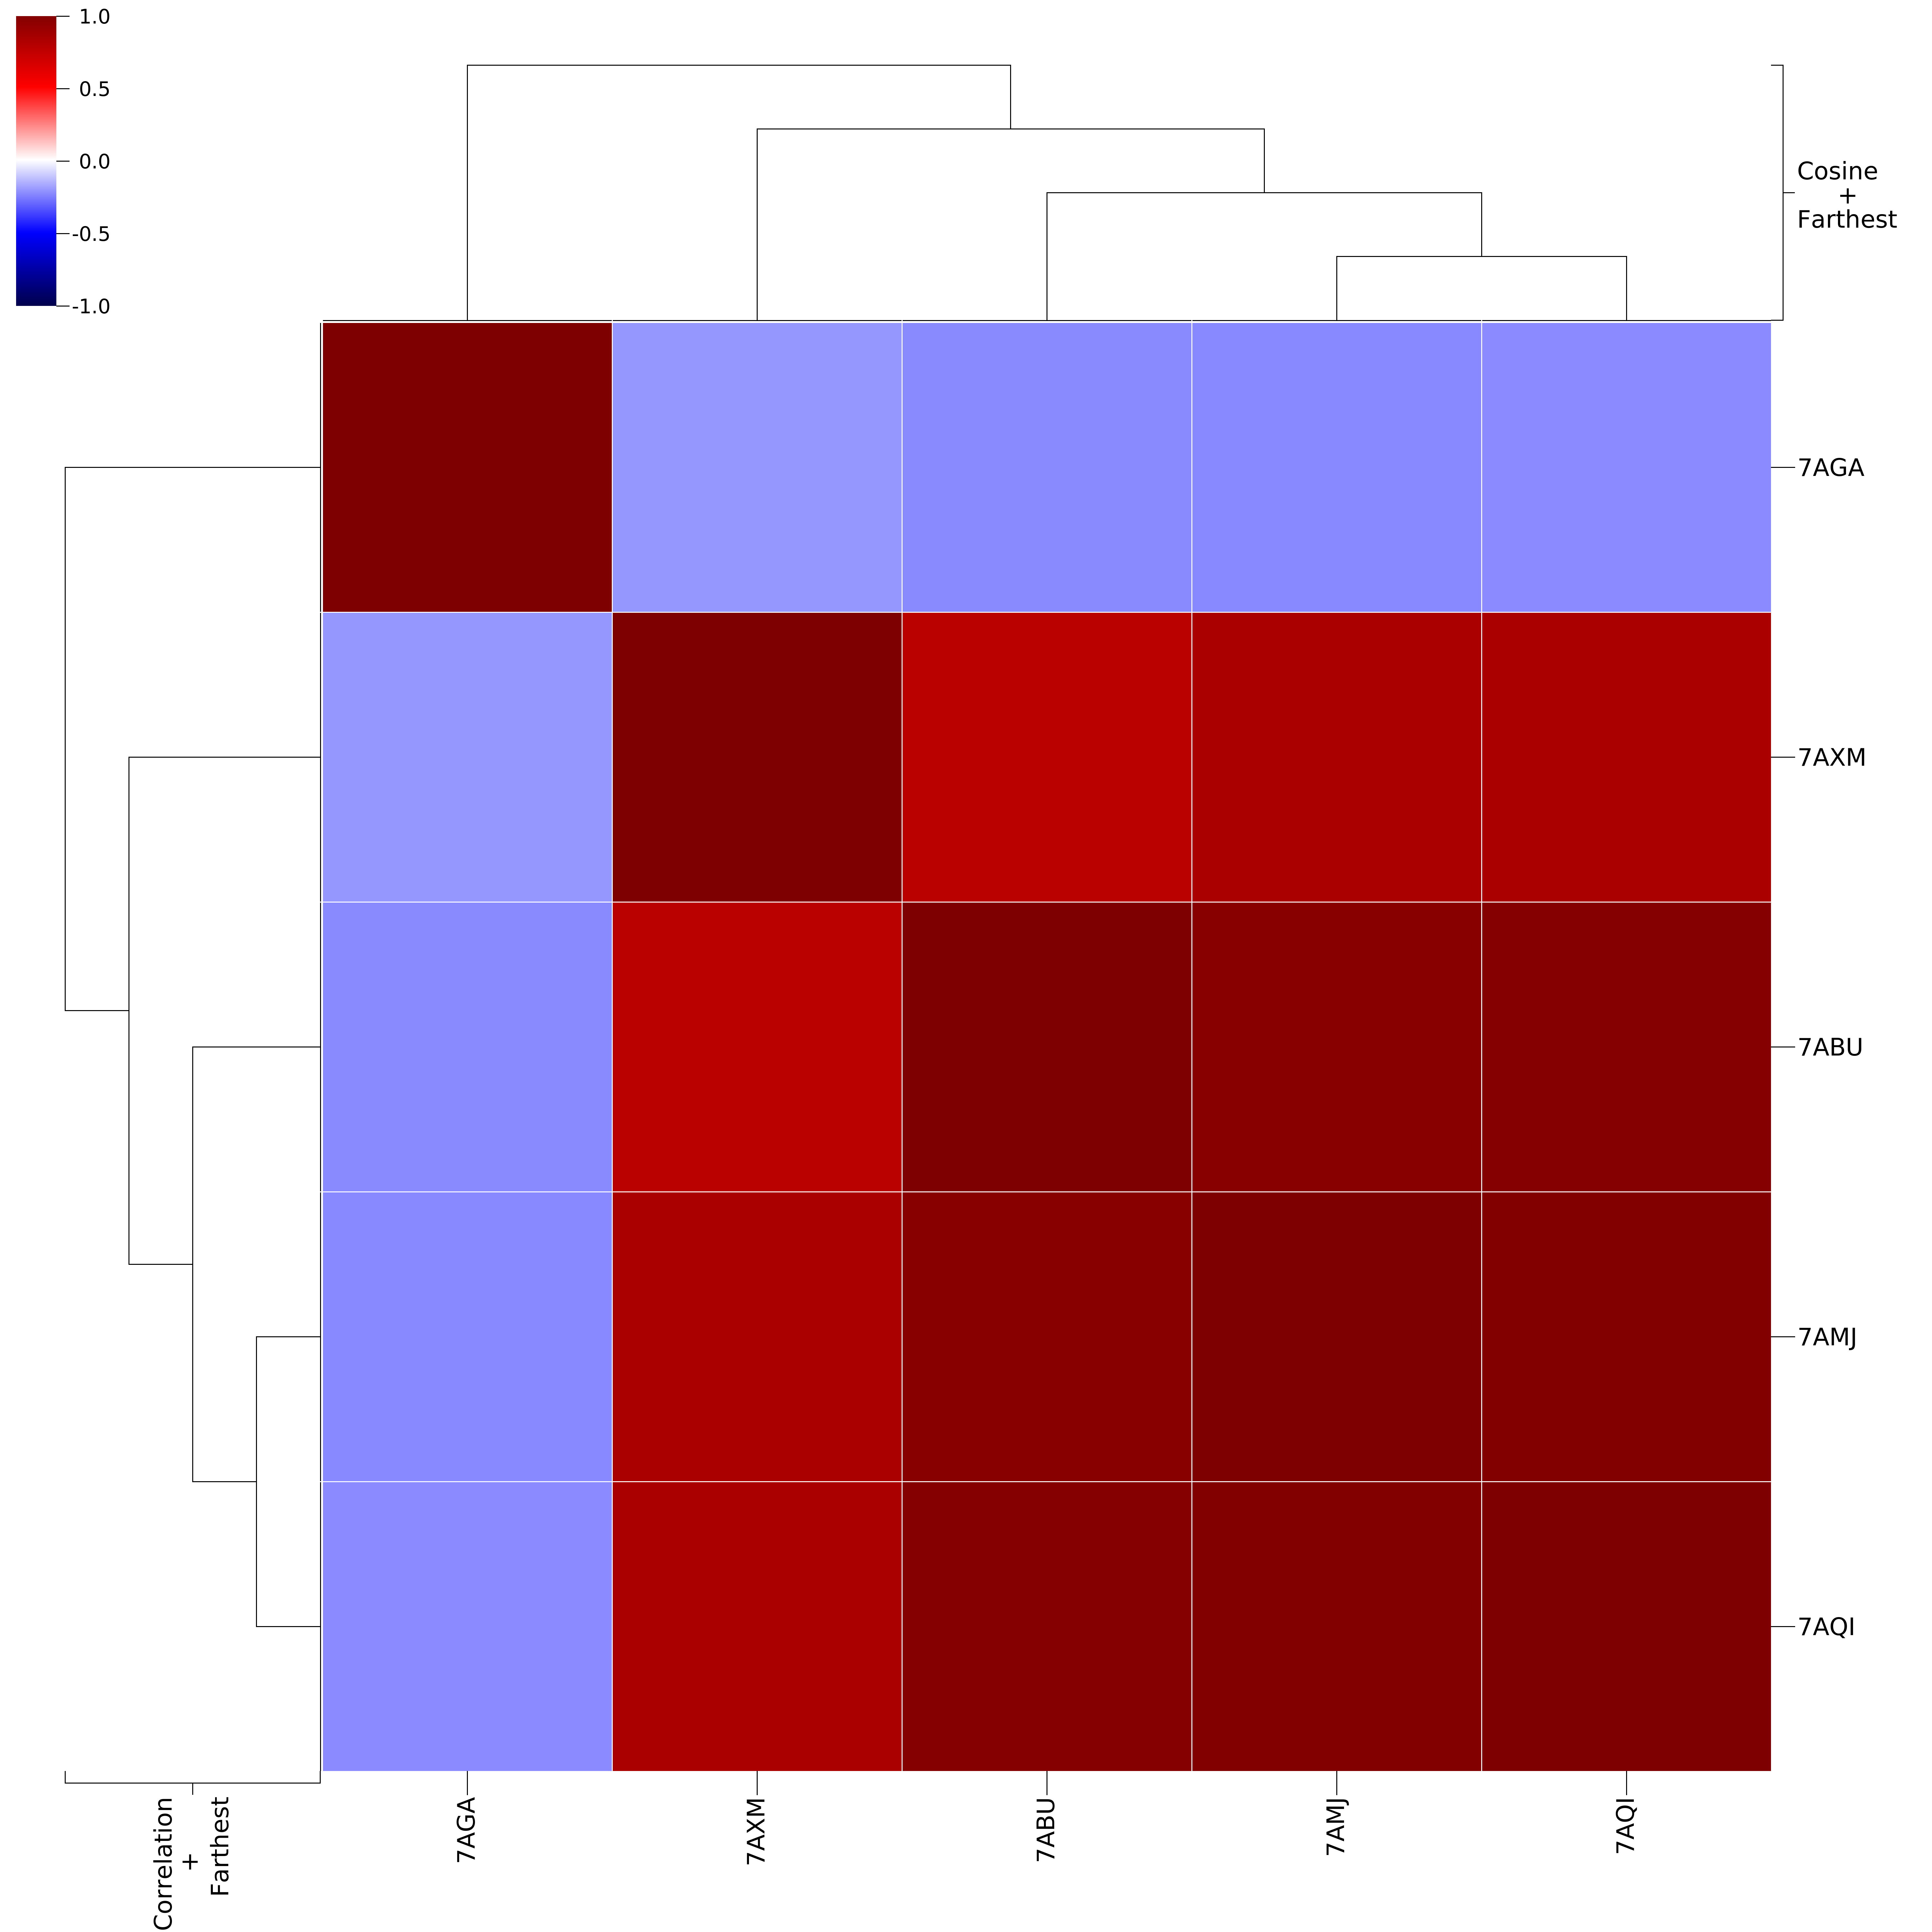 1.0
0.5
0.0
-0.5
-1.0
Cosine
+
Farthest
7AGA
7AXM
7ABU
7AMJ
7AQI
Correlation
+
Farthest
7AGA
7AXM
7ABU
7AMJ
7AQI